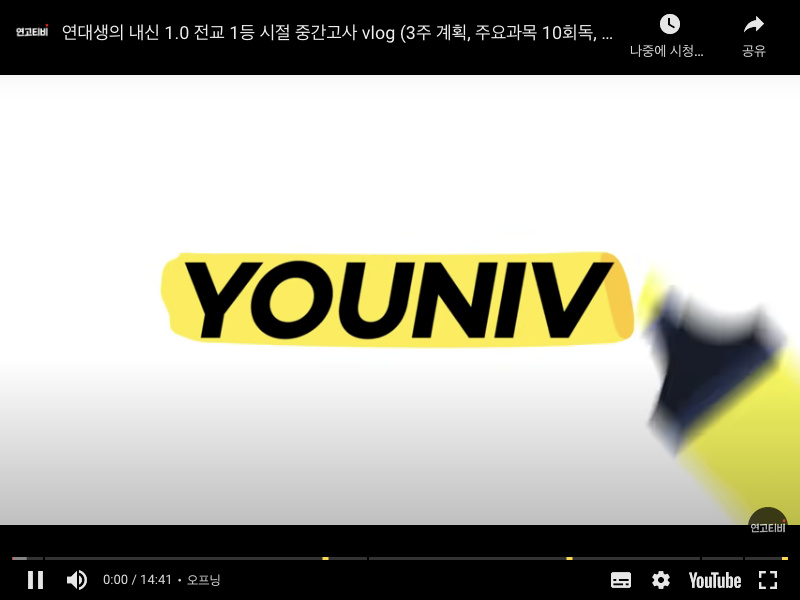 연고티비
연대생의 내신 1.0 전교 1등 시절 중간고사 vlog (3주 계획, 주요과목 10회독, ...
나중에 시청...
공유
YOUNIV
연고티비
0:00 / 14:41 • 오프닝
YouTube